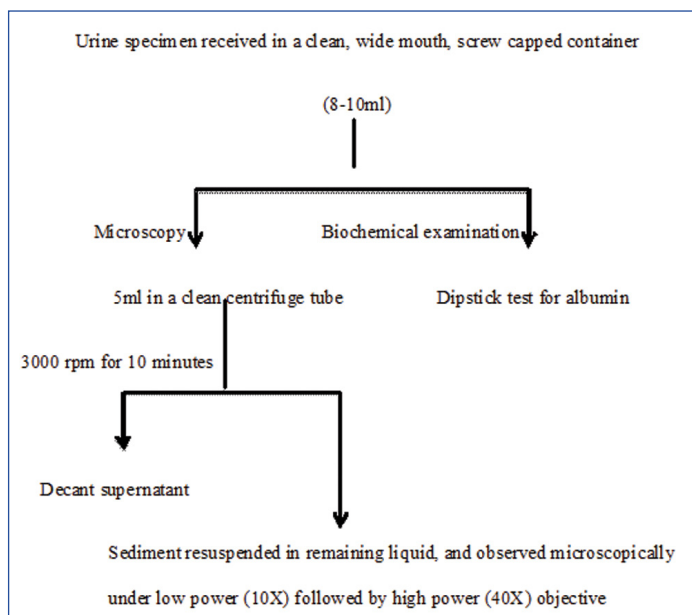 Urine specimen received in a clean, wide mouth, screw capped container
(8-10ml)
Microscopy
Biochemical examination
5ml in a clean centrifuge tube
Dipstick test for albumin
3000 rpm for 10 minutes
Decant supernatant
Sediment resuspended in remaining liquid, and observed microscopically
under low power (10X) followed by high power (40X) objective